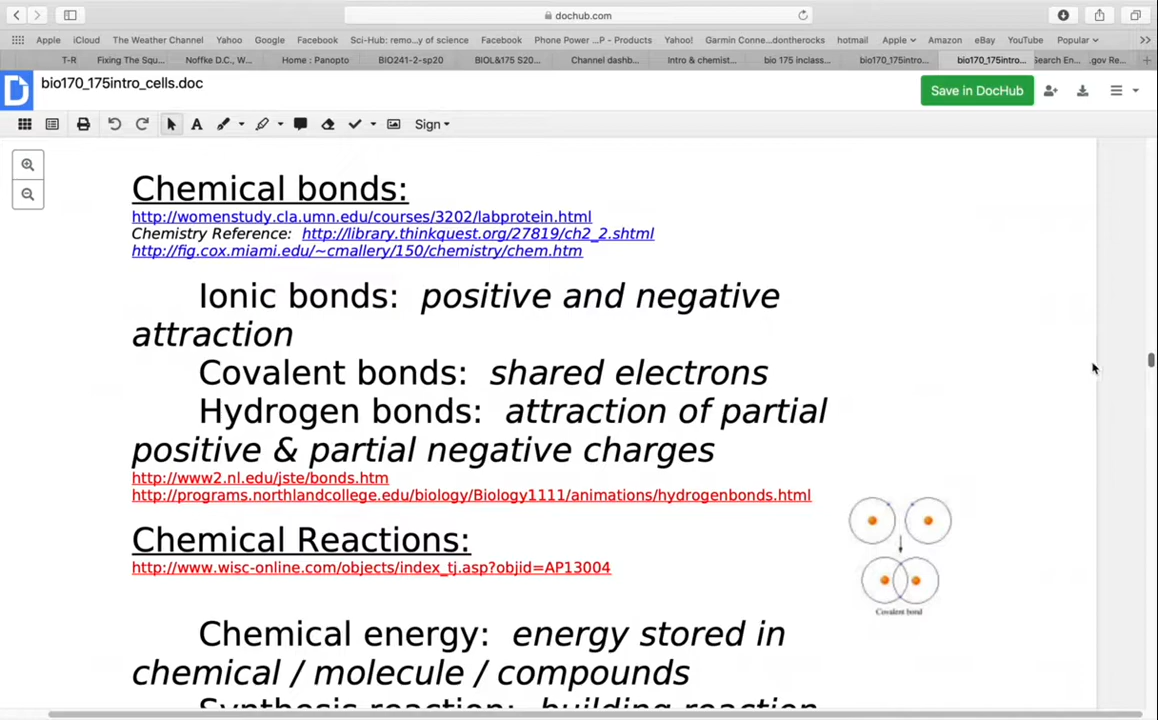 dochub.com
Apple iCloud The Weather Channel Yahoo Google Facebook Sci-Hub: remo...y of science Facebook Phone Power ...P - Products Yahoo! Garmin Conne...dontherocks hotmail Apple Amazon eBay YouTube Popular
T-R Fixing The Squ... Noffke D.C., W... Home : Panopto BIO241-2-sp20 BIOL&175 S20... Channel dashb... Intro & chemist... bio 175 inclass... bio170_175intro... bio170_175intro... Search En... .gov Re...
bio170_175intro_cells.doc
Save in DocHub
Sign
Chemical bonds:
http://womenstudy.cla.umn.edu/courses/3202/labprotein.html
Chemistry Reference: http://library.thinkquest.org/27819/ch2_2.shtml
http://fig.cox.miami.edu/~cmallery/150/chemistry/chem.htm
Ionic bonds: positive and negative
attraction
Covalent bonds: shared electrons
Hydrogen bonds: attraction of partial
positive & partial negative charges
http://www2.nl.edu/jste/bonds.htm
http://programs.northlandcollege.edu/biology/Biology1111/animations/hydrogenbonds.html
Chemical Reactions:
http://www.wisc-online.com/objects/index_tj.asp?objid=AP13004
Covalent bond
Chemical energy: energy stored in
chemical / molecule / compounds
Synthesis reaction: building reaction